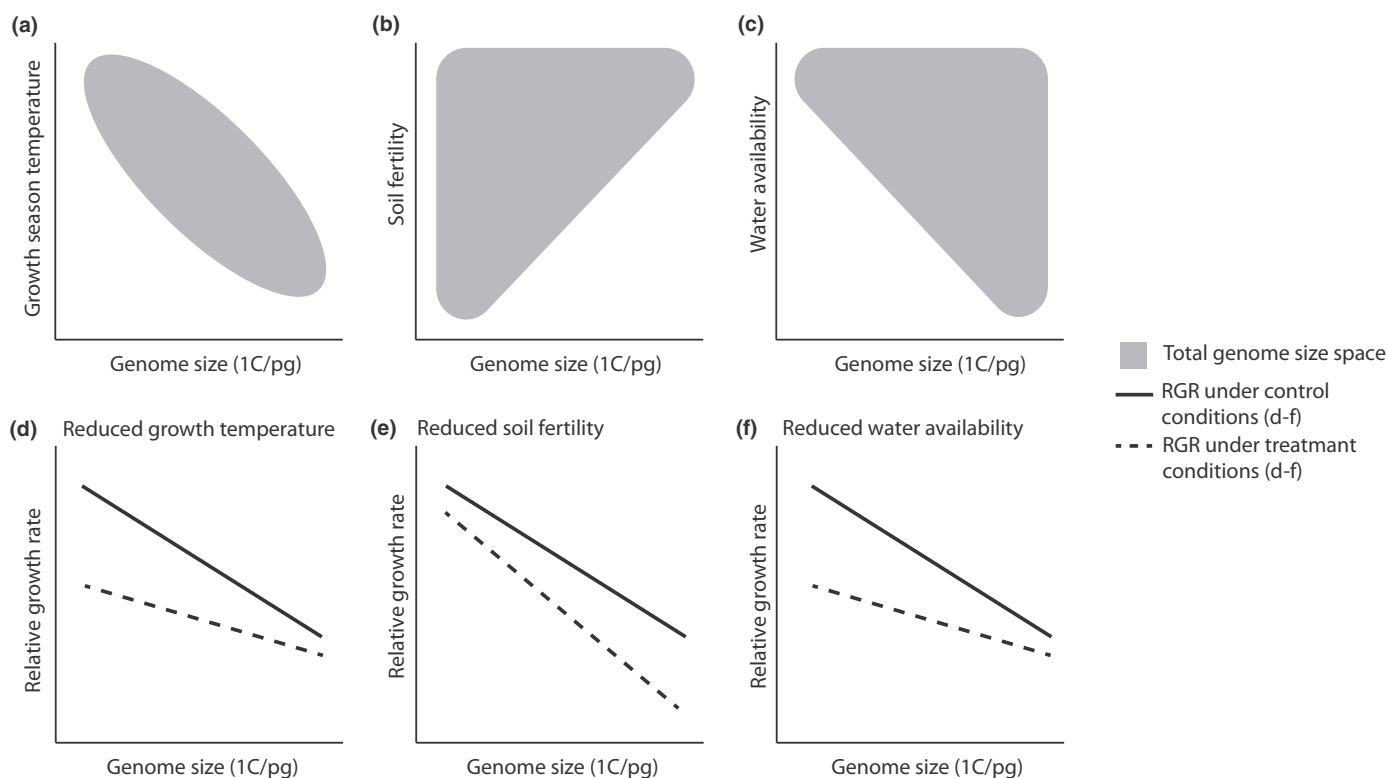 (a)
Growth season temperature
Genome size (1C/pg)
(b)
Soil fertility
Genome size (1C/pg)
(c)
Water availability
Genome size (1C/pg)
Total genome size space
RGR under control
conditions (d-f)
RGR under treatmant
conditions (d-f)
(d) Reduced growth temperature
Relative growth rate
Genome size (1C/pg)
(e) Reduced soil fertility
Relative growth rate
Genome size (1C/pg)
(f) Reduced water availability
Relative growth rate
Genome size (1C/pg)